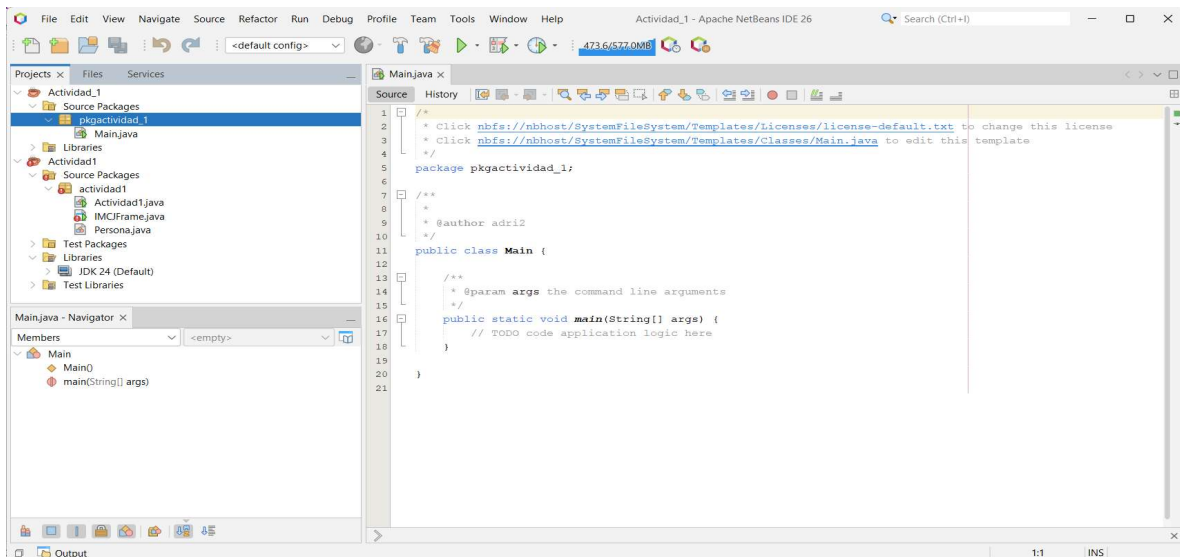 File Edit View Navigate Source Refactor Run Debug Profile Team Tools Window Help Actividad_1 - Apache NetBeans IDE 26 Search (Ctrl+I)
<default config> 473.6/577.0MB
Projects Files Services
Actividad_1
Source Packages
pkgactividad_1
Main.java
Libraries
Actividad1
Source Packages
actividad1
Actividad1.java
IMCJFrame.java
Persona.java
Test Packages
Libraries
JDK 24 (Default)
Test Libraries
Main.java - Navigator
Members <empty>
Main
Main()
main(String[] args)
Main.java
Source History
1 /*
2 * Click nbfs://nbhost/SystemFileSystem/Templates/Licenses/license-default.txt to change this license
3 * Click nbfs://nbhost/SystemFileSystem/Templates/Classes/Main.java to edit this template
4 */
5 package pkgactividad_1;
6
7 /**
8 *
9 * @author adri2
10 */
11 public class Main {
12
13 /**
14 * @param args the command line arguments
15 */
16 public static void main(String[] args) {
17 // TODO code application logic here
18 }
19
20 }
21
Output 1:1 INS